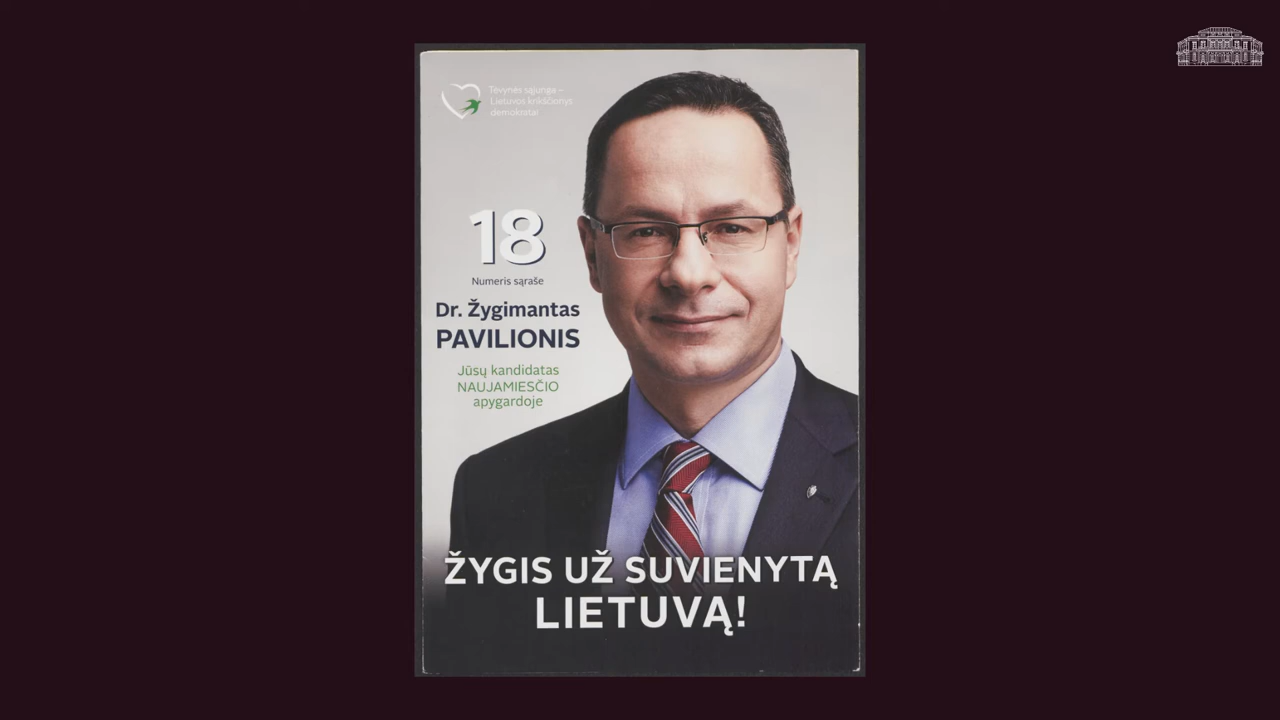 Tėvynės sąjunga –
Lietuvos krikščionys
demokratai
18
Numeris sąraše
Dr. Žygimantas
PAVILIONIS
Jūsų kandidatas
NAUJAMIESČIO
apygardoje
ŽYGIS UŽ SUVIENYTĄ
LIETUVĄ!